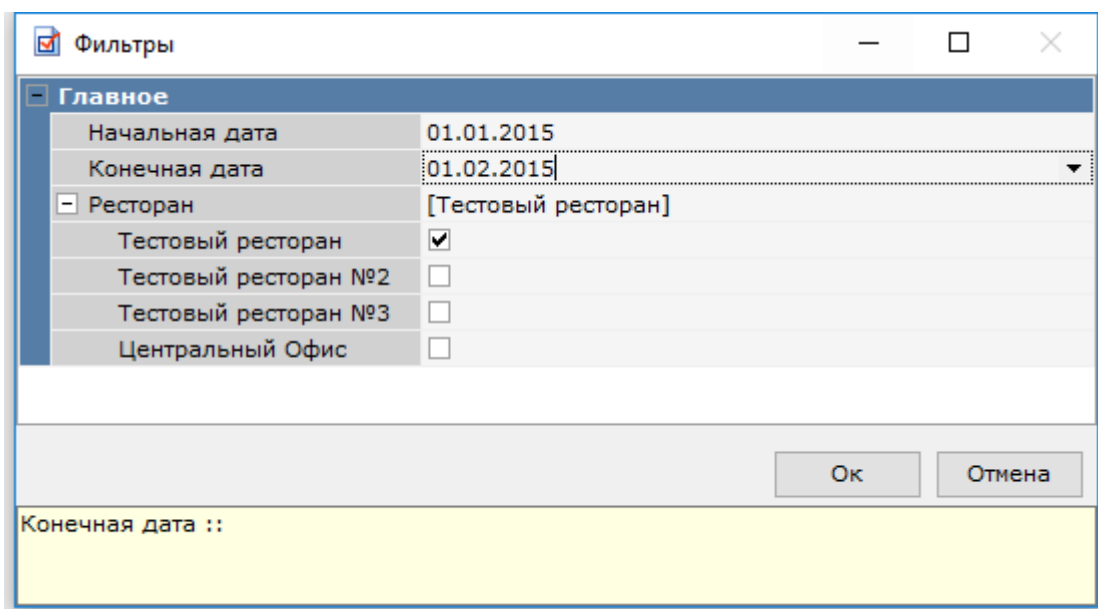 Фильтры
Главное
Начальная дата 01.01.2015
Конечная дата 01.02.2015
Ресторан [Тестовый ресторан]
Тестовый ресторан
Тестовый ресторан №2
Тестовый ресторан №3
Центральный Офис
Ок Отмена
Конечная дата ::